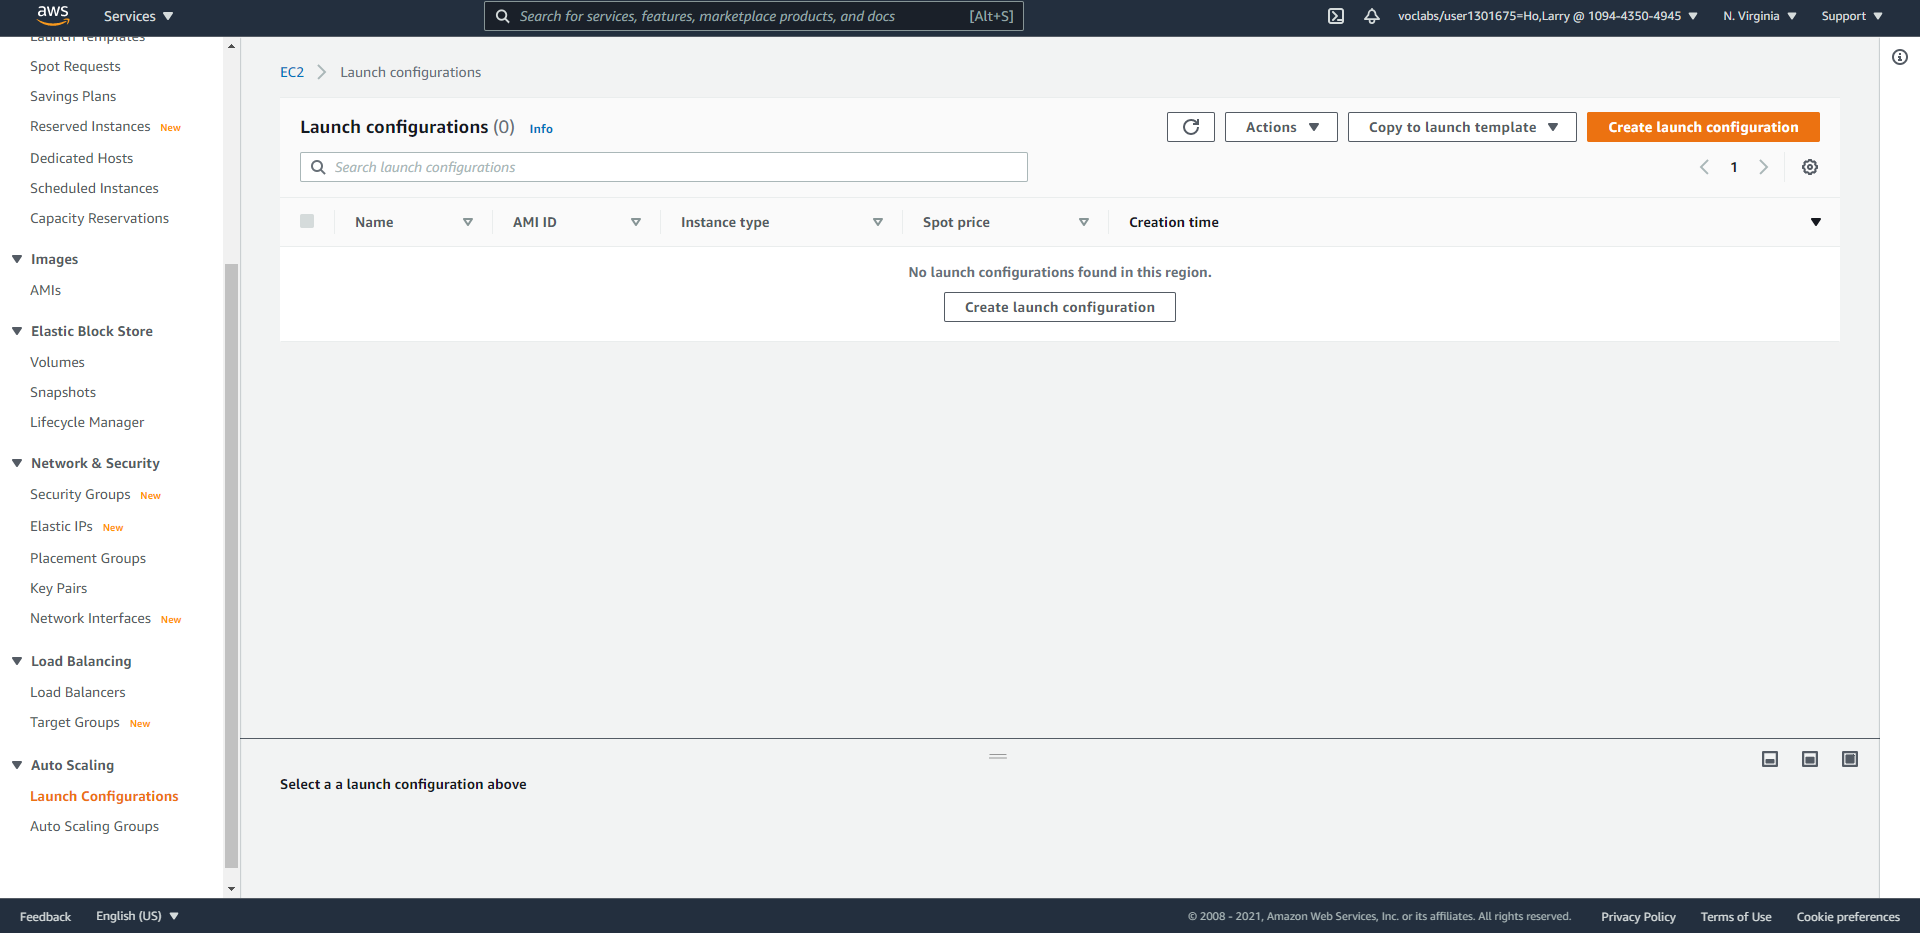 aws Services Search for services, features, marketplace products, and docs [Alt+S] voclabs/user1301675=Ho,Larry @ 1094-4350-4945 N. Virginia Support
Launch Templates
Spot Requests
Savings Plans
Reserved Instances New
Dedicated Hosts
Scheduled Instances
Capacity Reservations
Images
AMIs
Elastic Block Store
Volumes
Snapshots
Lifecycle Manager
Network & Security
Security Groups New
Elastic IPs New
Placement Groups
Key Pairs
Network Interfaces New
Load Balancing
Load Balancers
Target Groups New
Auto Scaling
Launch Configurations
Auto Scaling Groups
EC2 Launch configurations
Launch configurations (0) Info Actions Copy to launch template Create launch configuration
Search launch configurations 1
Name AMI ID Instance type Spot price Creation time
No launch configurations found in this region.
Create launch configuration
Select a a launch configuration above
Feedback English (US) © 2008 - 2021, Amazon Web Services, Inc. or its affiliates. All rights reserved. Privacy Policy Terms of Use Cookie preferences